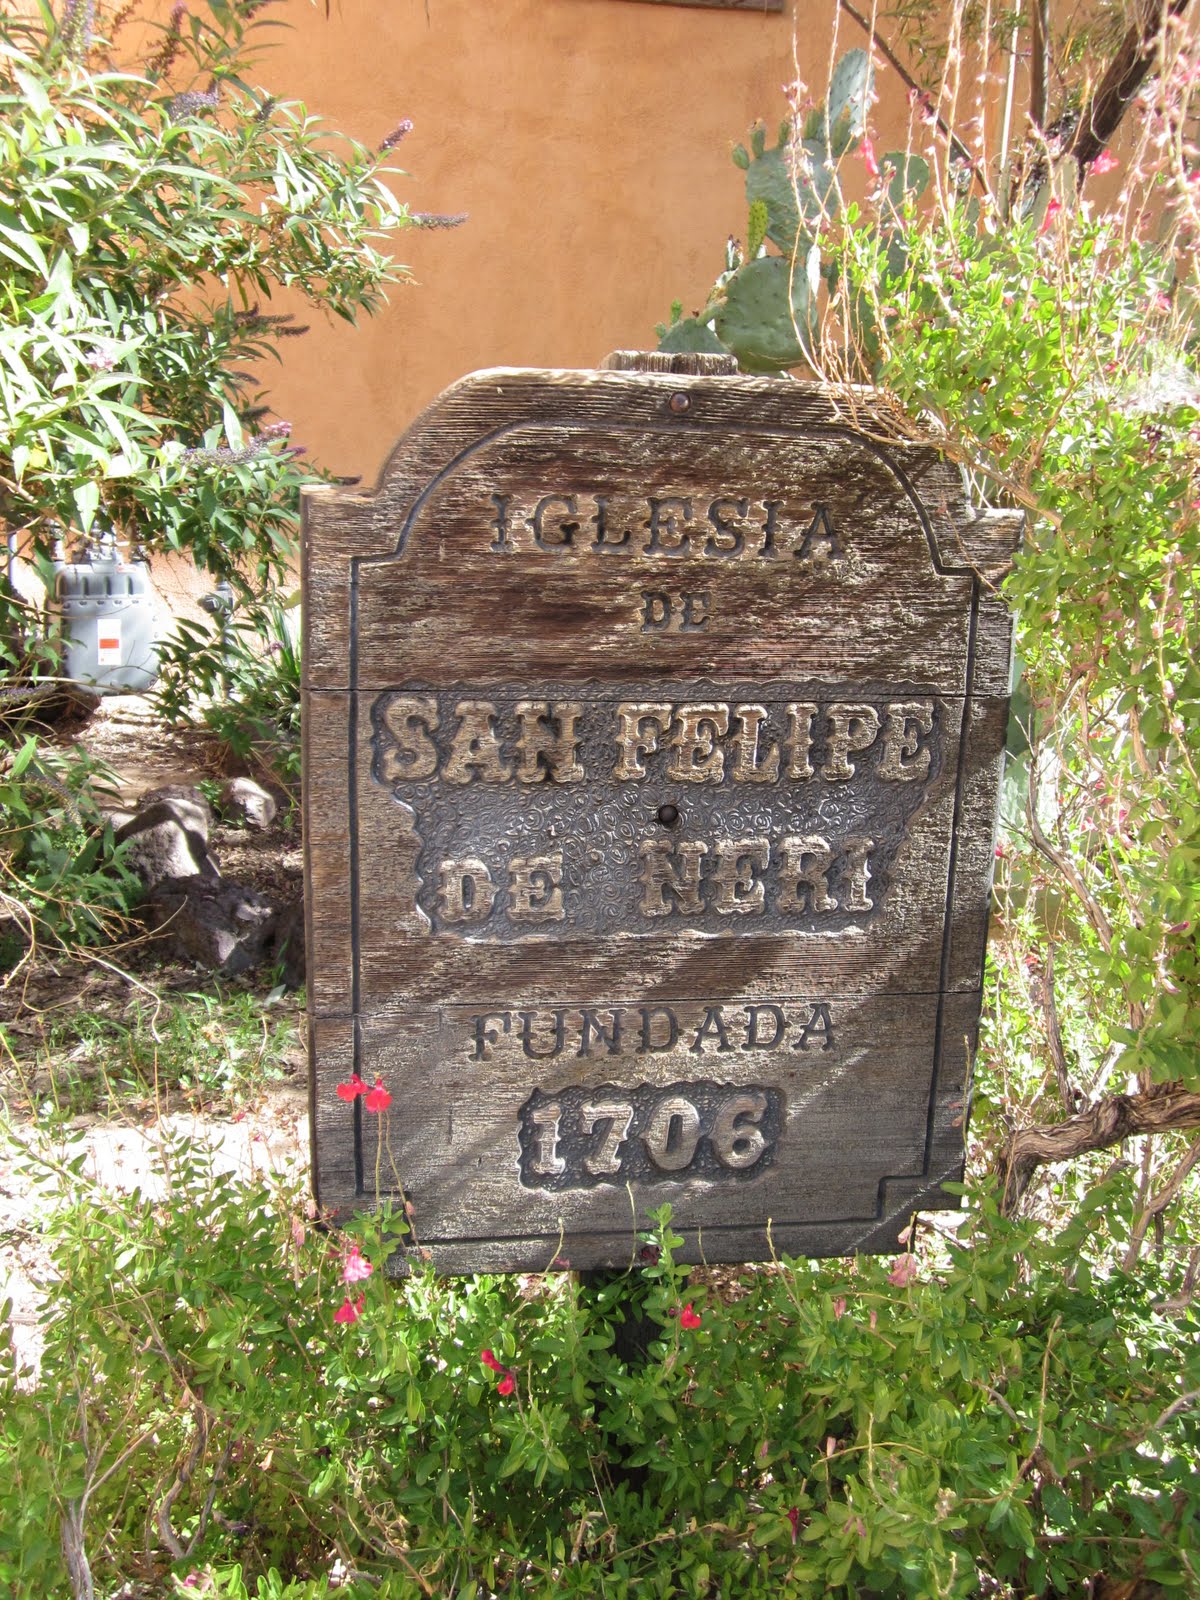 IGLESIA
DE
SAN FELIPE
DE NERI
FUNDADA
1706